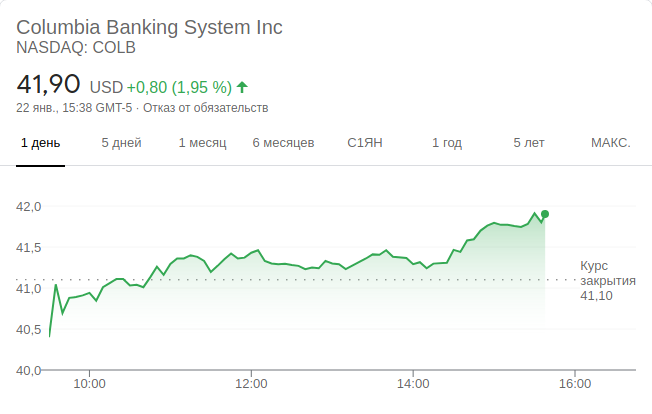 Columbia Banking System Inc
NASDAQ: COLB
41,90 USD +0,80 (1,95 %)
22 янв., 15:38 GMT-5 · Отказ от обязательств
1 день 5 дней 1 месяц 6 месяцев С1ЯН 1 год 5 лет МАКС.
42,0
41,5
41,1
40,5
40,0
Курс
закрытия
41,10
10:00 12:00 14:00 16:00